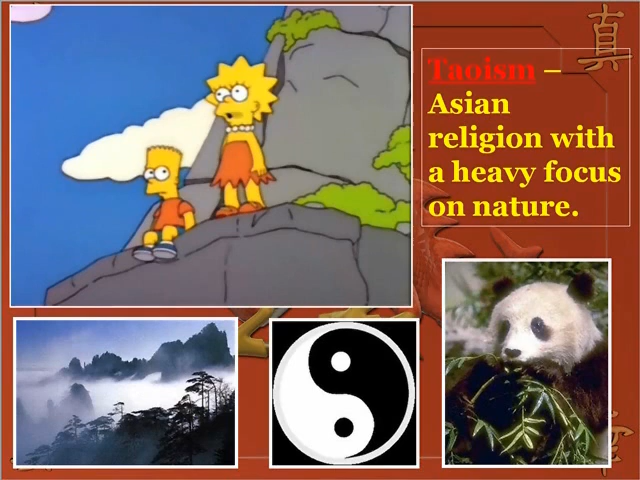 真
Taoism –
Asian
religion with
a heavy focus
on nature.